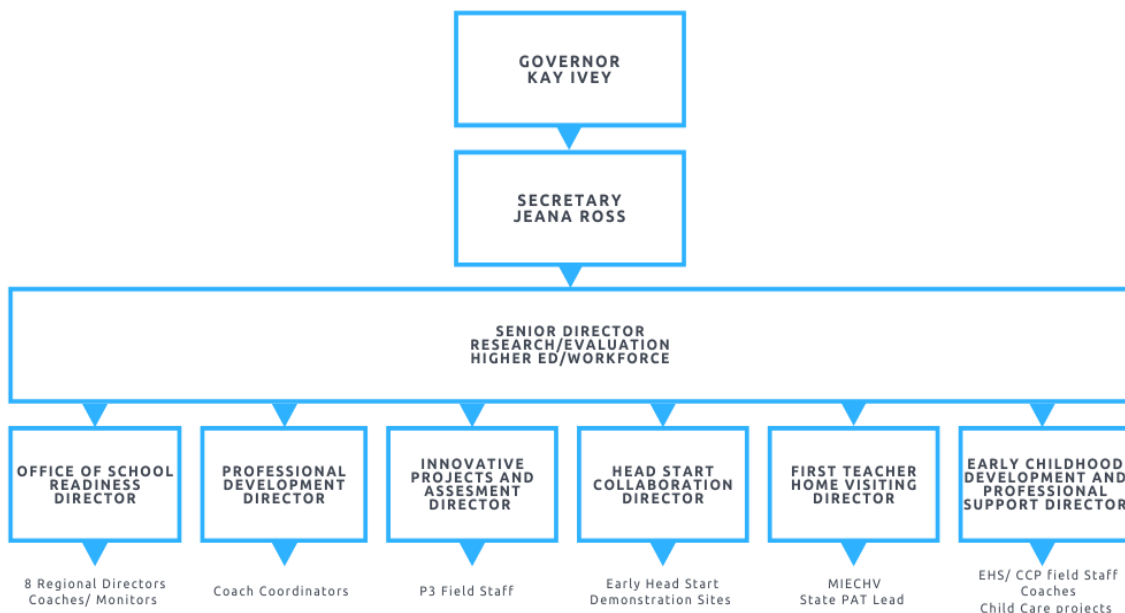 GOVERNOR
KAY IVEY
SECRETARY
JEANA ROSS
SENIOR DIRECTOR
RESEARCH/EVALUATION
HIGHER ED/WORKFORCE
OFFICE OF SCHOOL
READINESS
DIRECTOR
PROFESSIONAL
DEVELOPMENT
DIRECTOR
INNOVATIVE
PROJECTS AND
ASSESMENT DIRECTOR
DIRECTOR
HEAD START
COLLABORATION
DIRECTOR
FIRST TEACHER
HOME VISITING
DIRECTOR
EARLY CHILDHOOD
DEVELOPMENT AND
PROFESSIONAL
SUPPORT DIRECTOR
8 Regional Directors
Coaches/ Monitors
Coach Coordinators
P3 Field Staff
Early Head Start
Demonstration Sites
MIECHV
State PAT Lead
EHS/ CCP field Staff
Coaches
Child Care projects